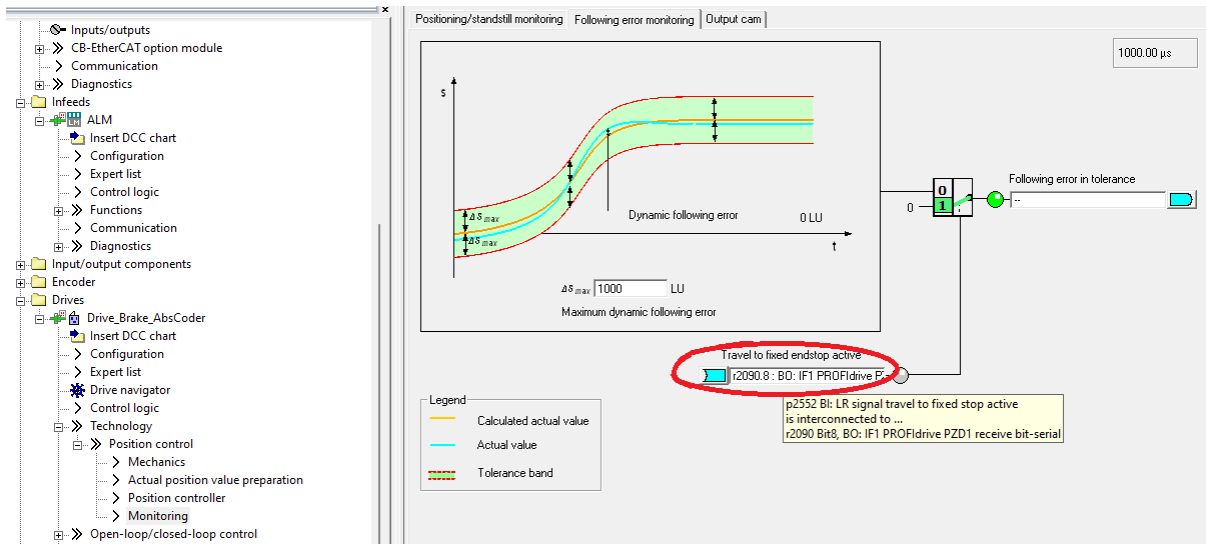 Inputs/outputs
CB-EtherCAT option module
Communication
Diagnostics
Infeeds
ALM
Insert DCC chart
Configuration
Expert list
Control logic
Functions
Communication
Diagnostics
Input/output components
Encoder
Drives
Drive_Brake_AbsCoder
Insert DCC chart
Configuration
Expert list
Drive navigator
Control logic
Technology
Position control
Mechanics
Actual position value preparation
Position controller
Monitoring
Open-loop/closed-loop control
Positioning/standstill monitoring Following error monitoring Output cam
1000.00 µs
s
Δs max
Δs max
Dynamic following error 0 LU
t
Δs max 1000 LU
Maximum dynamic following error
0
0 1
Following error in tolerance
--
Travel to fixed endstop active
r2090.8 : BO: IF1 PROFIdrive P
p2552 BI: LR signal travel to fixed stop active
is interconnected to ...
r2090 Bit8, BO: IF1 PROFIdrive PZD1 receive bit-serial
Legend
Calculated actual value
Actual value
Tolerance band